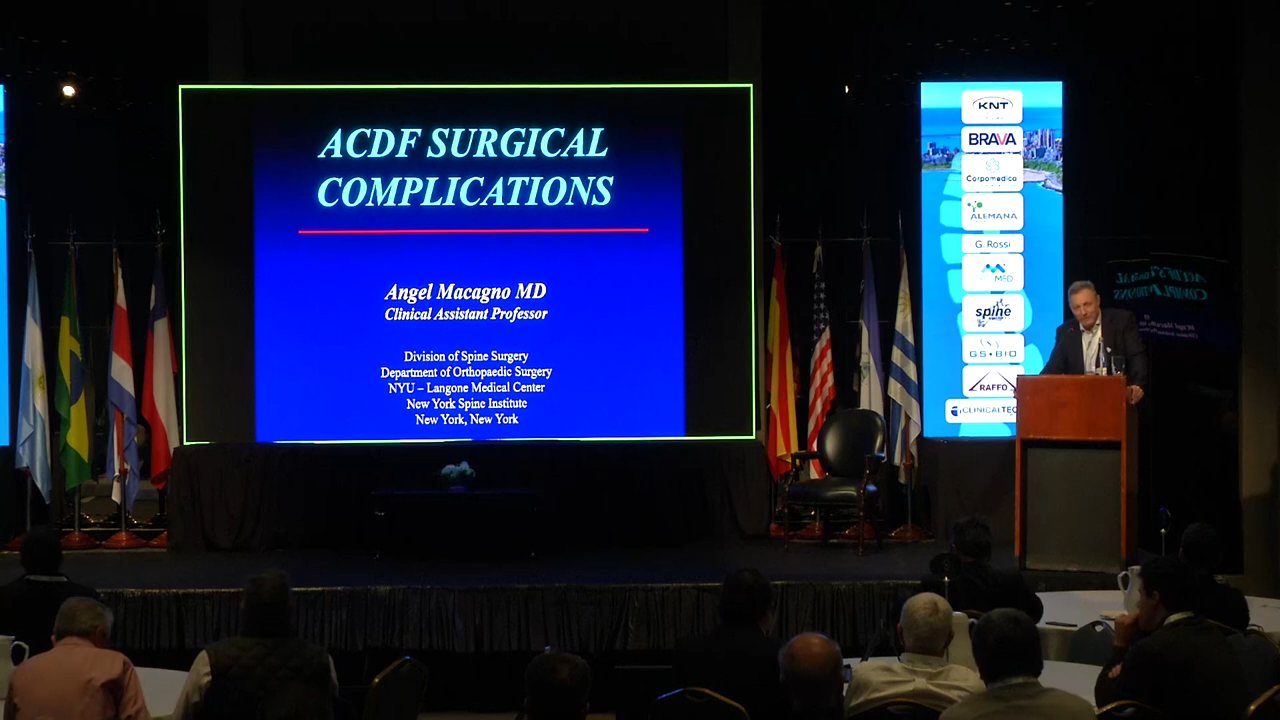 ACDF SURGICAL
COMPLICATIONS
Angel Macagno MD
Clinical Assistant Professor
Division of Spine Surgery
Department of Orthopaedic Surgery
NYU – Langone Medical Center
New York Spine Institute
New York, New York
KNT
BRAVA
Corpomedica
ALEMANA
G. Rossi
MED
spine
GS·BIO
RAFFO
CLINICALTEC